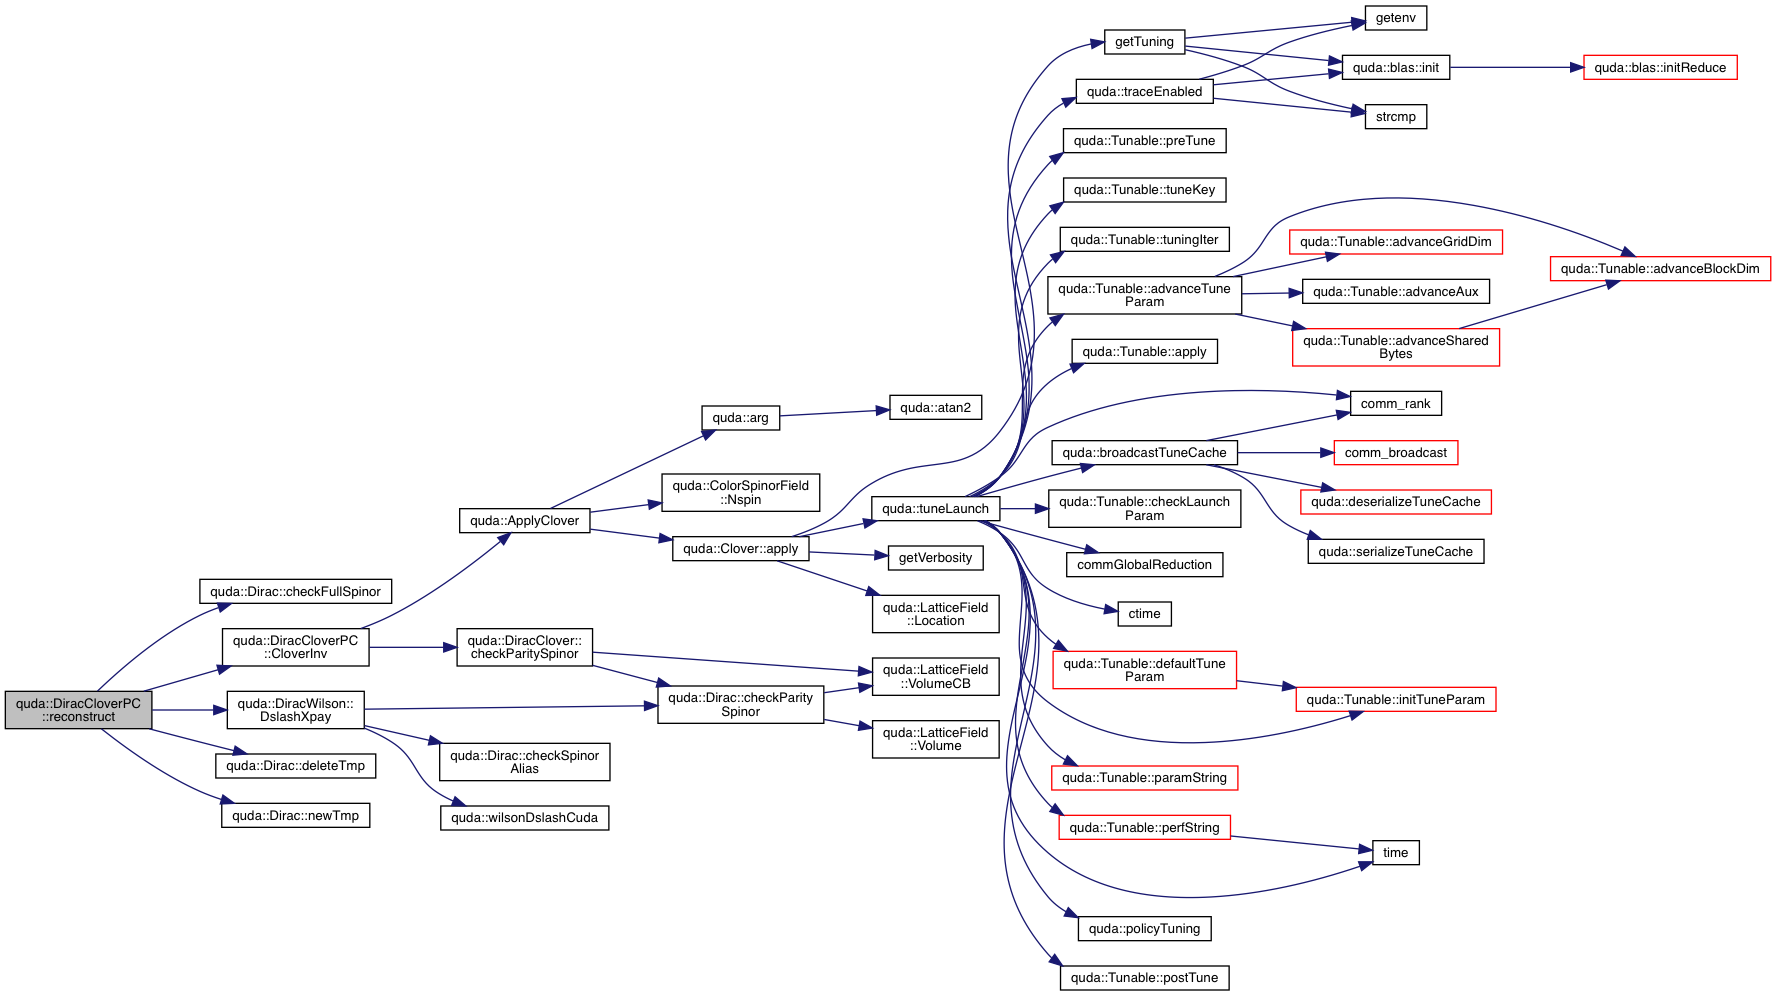 quda::DiracCloverPC
::reconstruct
quda::Dirac::checkFullSpinor
quda::DiracCloverPC
::CloverInv
quda::DiracWilson::
DslashXpay
quda::Dirac::deleteTmp
quda::Dirac::newTmp
quda::ApplyClover
quda::DiracClover::
checkParitySpinor
quda::Dirac::checkSpinor
Alias
quda::wilsonDslashCuda
quda::arg
quda::ColorSpinorField
::Nspin
quda::Clover::apply
quda::Dirac::checkParity
Spinor
quda::atan2
quda::tuneLaunch
getVerbosity
quda::LatticeField
::Location
quda::LatticeField
::VolumeCB
quda::LatticeField
::Volume
getTuning
quda::traceEnabled
quda::Tunable::preTune
quda::Tunable::tuneKey
quda::Tunable::tuningIter
quda::Tunable::advanceTune
Param
quda::Tunable::apply
quda::broadcastTuneCache
quda::Tunable::checkLaunch
Param
commGlobalReduction
ctime
quda::Tunable::defaultTune
Param
quda::Tunable::paramString
quda::Tunable::perfString
quda::policyTuning
quda::Tunable::postTune
getenv
quda::blas::init
strcmp
quda::Tunable::advanceGridDim
quda::Tunable::advanceAux
quda::Tunable::advanceShared
Bytes
comm_rank
comm_broadcast
quda::deserializeTuneCache
quda::serializeTuneCache
quda::Tunable::initTuneParam
time
quda::blas::initReduce
quda::Tunable::advanceBlockDim